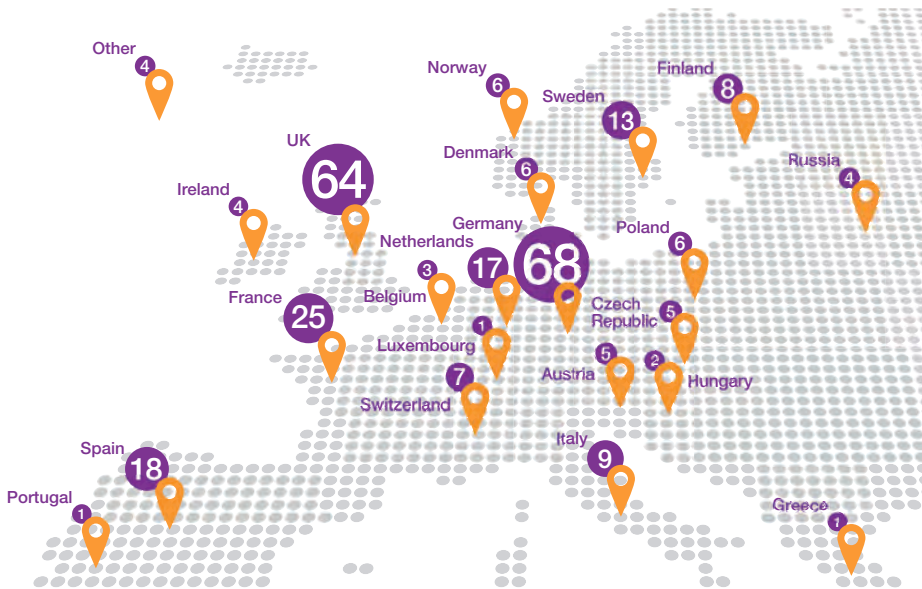 Other
4
Norway
6
Sweden
13
Finland
8
UK
64
Denmark
6
Russia
4
Ireland
4
Germany
68
Netherlands
17
Poland
6
Belgium
3
France
25
Czech
Republic
5
Luxembourg
1
Austria
5
Hungary
2
Switzerland
7
Italy
9
Spain
18
Portugal
1
Greece
1